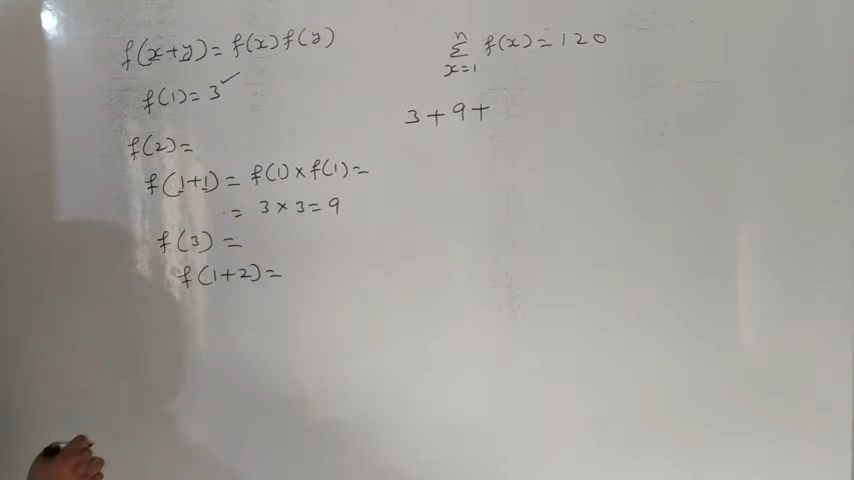 f(x+y)=f(x)f(y)
f(1)=3 ✓
f(2)=
f(1+1)= f(1)×f(1)=
= 3×3=9
f(3)=
f(1+2)=
n
Σ f(x)=120
x=1
3+9+